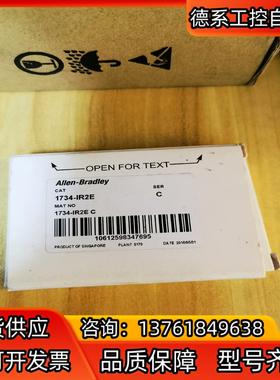 德系工控自
OPEN FOR TEXT
Allen-Bradley
CAT
SER
1734-IR2E
C
MAT NO
1734-IR2E C
10612598347695
PRODUCT OF SINGAPORE
PLANT
货供应
咨询：13761849638
可开发票
品质保障
型号齐